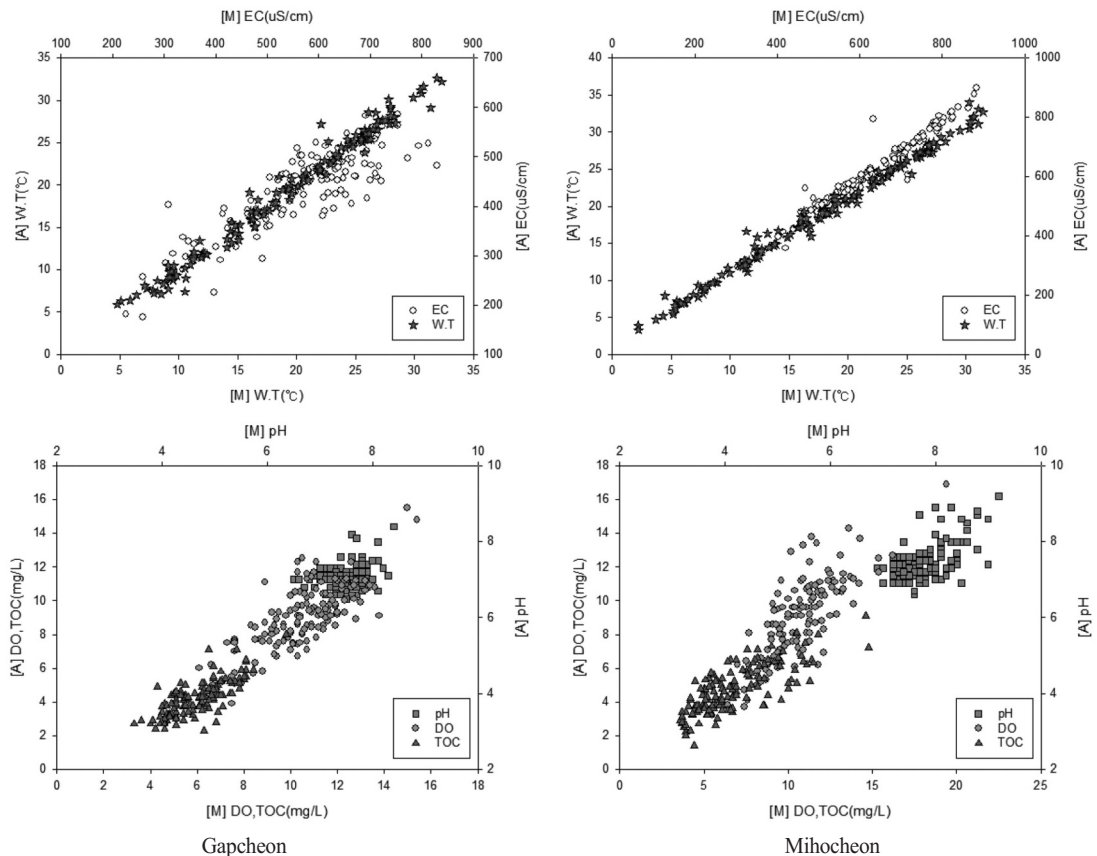 [M] EC(uS/cm)
100 200 300 400 500 600 700 800 900
35 30 25 20 15 10 5 0
[A] W.T(℃)
700 600 500 400 300 200 100
[A] EC(uS/cm)
EC
W.T
0 5 10 15 20 25 30 35
[M] W.T(℃)
[M] EC(uS/cm)
0 200 400 600 800 1000
40 35 30 25 20 15 10 5 0
[A] W.T(℃)
1000 800 600 400 200 0
[A] EC(uS/cm)
EC
W.T
0 5 10 15 20 25 30 35
[M] W.T(℃)
[M] pH
2 4 6 8 10
18 16 14 12 10 8 6 4 2 0
[A] DO,TOC(mg/L)
10 8 6 4 2
[A] pH
pH
DO
TOC
0 2 4 6 8 10 12 14 16 18
[M] DO,TOC(mg/L)
Gapcheon
[M] pH
2 4 6 8 10
18 16 14 12 10 8 6 4 2 0
[A] DO,TOC(mg/L)
10 8 6 4 2
[A] pH
pH
DO
TOC
0 5 10 15 20 25
[M] DO,TOC(mg/L)
Mihocheon